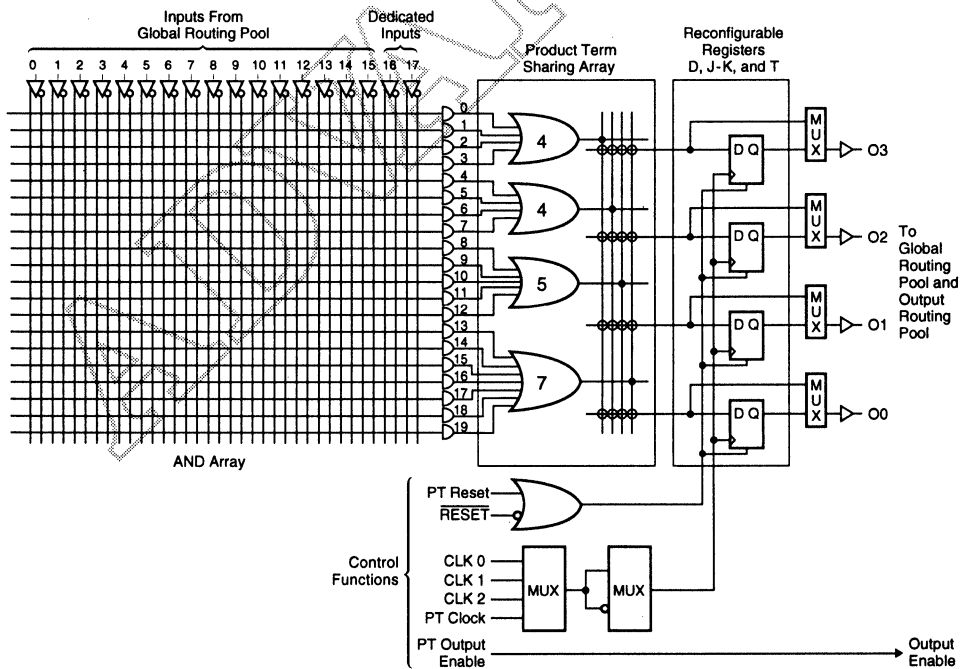 Inputs From
Global Routing Pool
Dedicated
Inputs
0 1 2 3 4 5 6 7 8 9 10 11 12 13 14 15 16 17
Product Term
Sharing Array
Reconfigurable
Registers
D, J-K, and T
0
1
2
3
4
5
6
7
8
9
10
11
12
13
14
15
16
17
18
19
4
4
5
7
D Q
D Q
D Q
D Q
MUX
MUX
MUX
MUX
O3
O2
O1
O0
To
Global
Routing
Pool and
Output
Routing
Pool
AND Array
Control
Functions
PT Reset
RESET
CLK 0
CLK 1
CLK 2
PT Clock
MUX
MUX
PT Output
Enable
Output
Enable